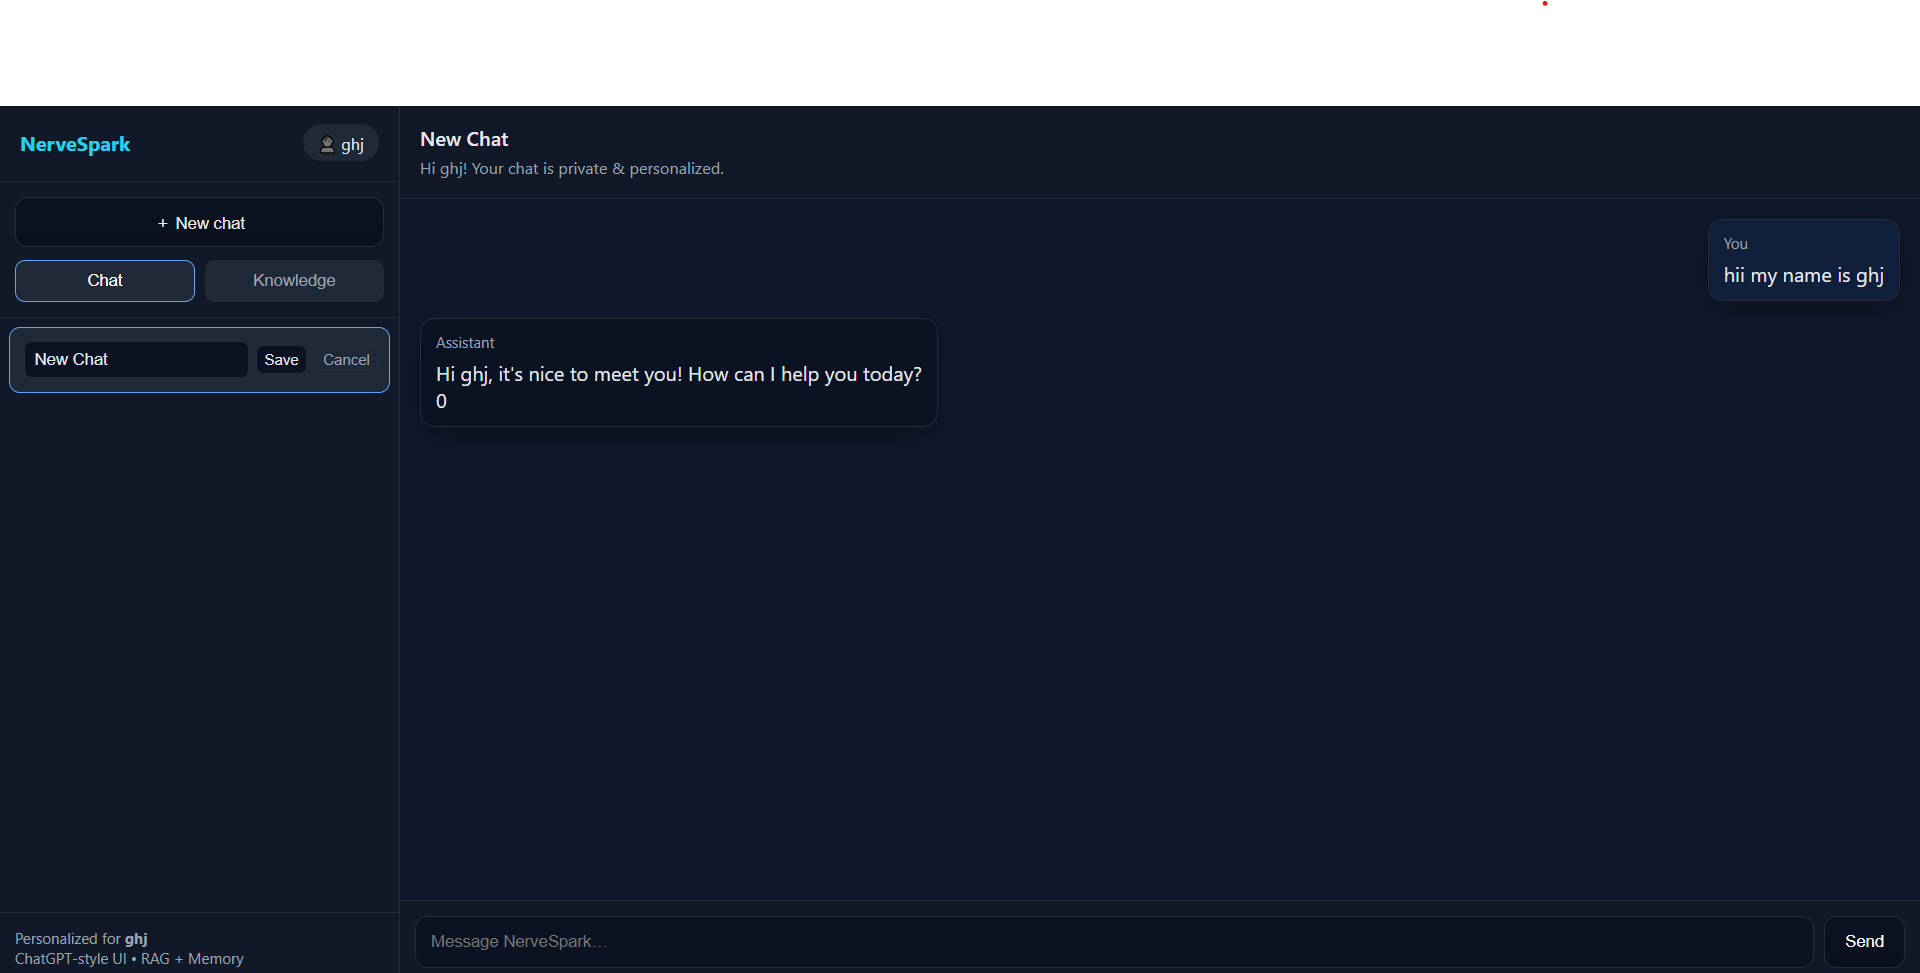 NerveSpark
ghj
+ New chat
Chat
Knowledge
New Chat
Save
Cancel
Personalized for ghj
ChatGPT-style UI • RAG + Memory
New Chat
Hi ghj! Your chat is private & personalized.
You
hii my name is ghj
Assistant
Hi ghj, it's nice to meet you! How can I help you today?
0
Message NerveSpark…
Send